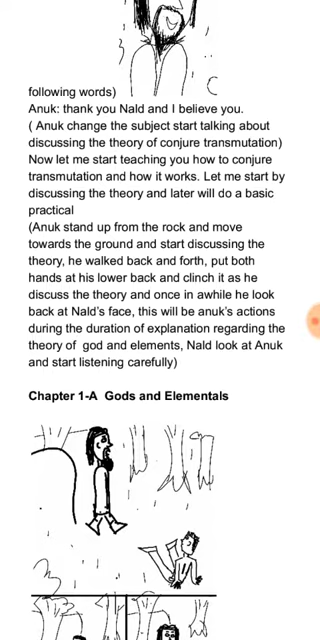 following words)
Anuk: thank you Nald and I believe you.
( Anuk change the subject start talking about
discussing the theory of conjure transmutation)
Now let me start teaching you how to conjure
transmutation and how it works. Let me start by
discussing the theory and later will do a basic
practical
(Anuk stand up from the rock and move
towards the ground and start discussing the
theory, he walked back and forth, put both
hands at his lower back and clinch it as he
discuss the theory and once in awhile he look
back at Nald's face, this will be anuk's actions
during the duration of explanation regarding the
theory of  god and elements, Nald look at Anuk
and start listening carefully)
Chapter 1-A  Gods and Elementals